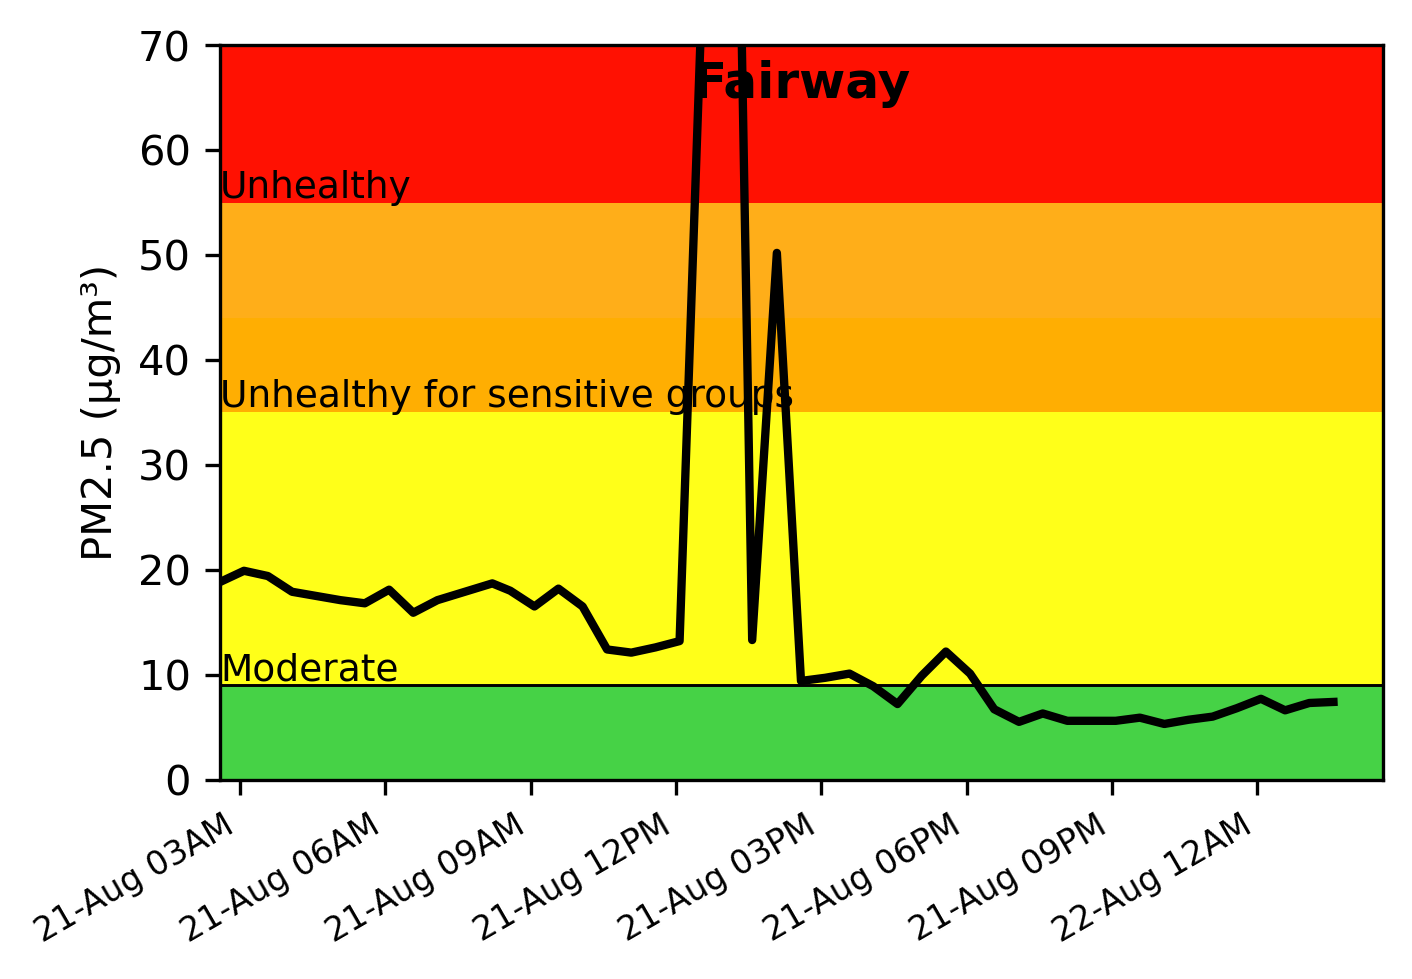 Fairway
70
60
Unhealthy
50
40
Unhealthy for sensitive groups
30
20
Moderate
10
0
PM2.5 (µg/m³)
21-Aug 03AM
21-Aug 06AM
21-Aug 09AM
21-Aug 12PM
21-Aug 03PM
21-Aug 06PM
21-Aug 09PM
22-Aug 12AM